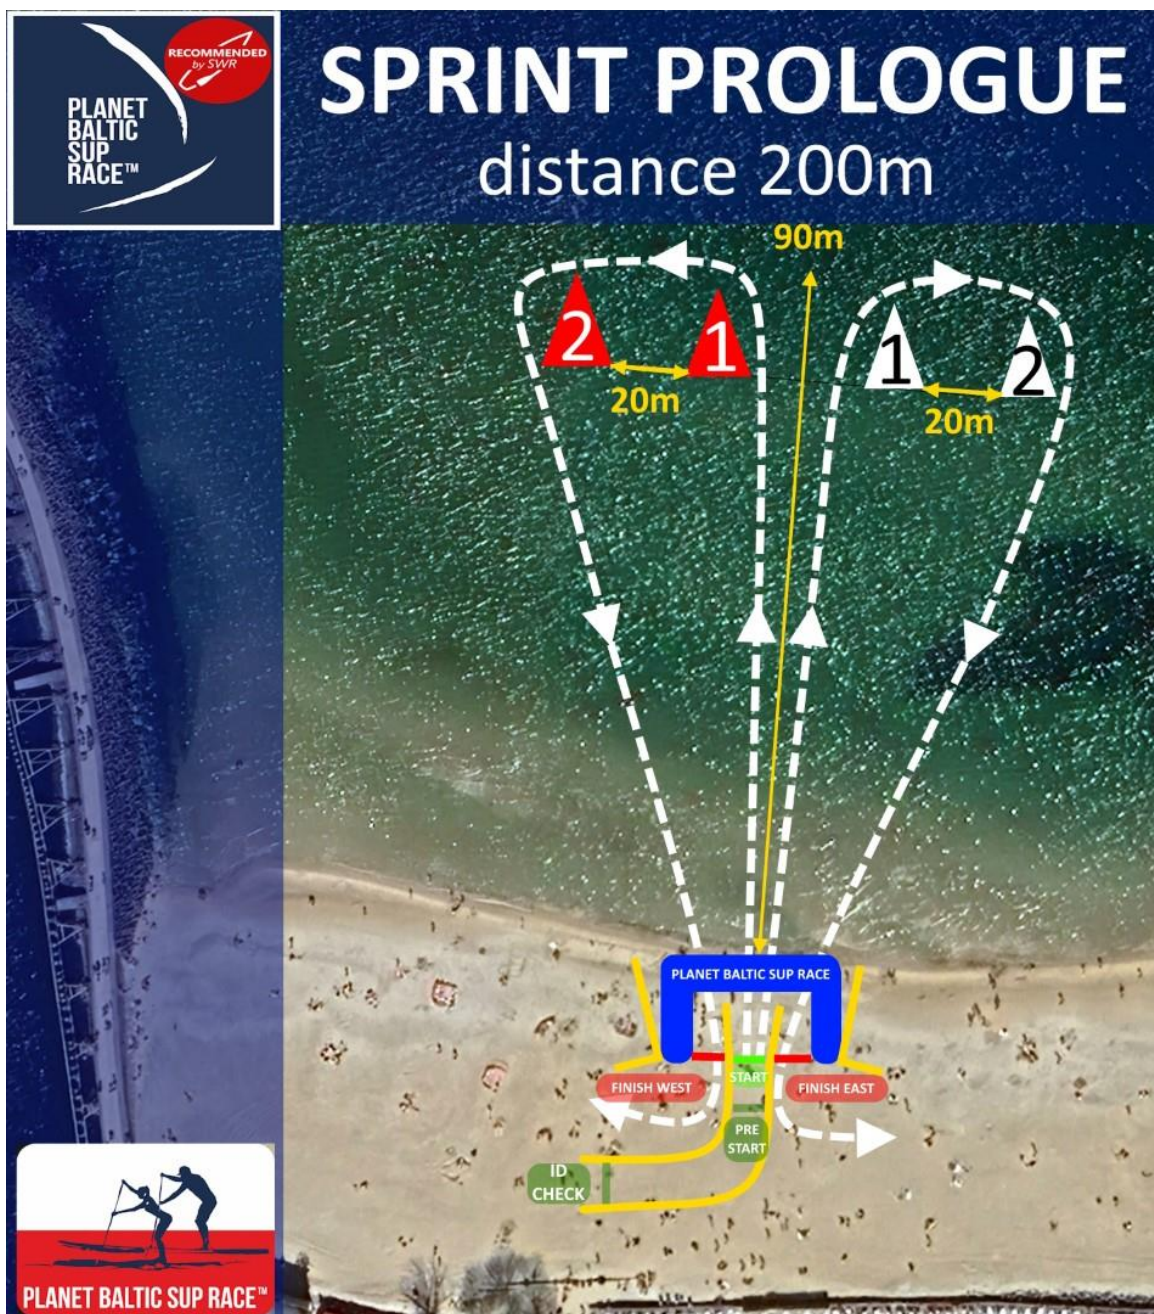 RECOMMENDED
by SWR
PLANET
BALTIC
SUP
RACE™
SPRINT PROLOGUE
distance 200m
90m
2
1
20m
1
2
20m
PLANET BALTIC SUP RACE
START
FINISH WEST
FINISH EAST
PRE
START
ID
CHECK
PLANET BALTIC SUP RACE™